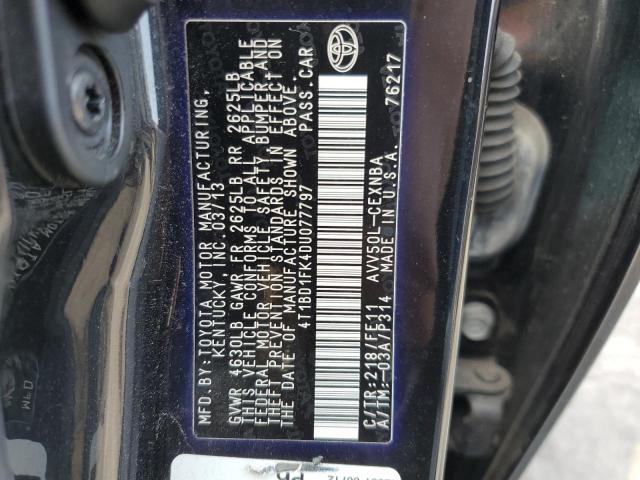 MFD. BY: TOYOTA MOTOR MANUFACTURING,
KENTUCKY, INC. 03/13
GVWR 4630LB GAWR FR 2625LB RR 2625LB
THIS VEHICLE CONFORMS TO ALL APPLICABLE
FEDERAL MOTOR VEHICLE SAFETY, BUMPER, AND
THEFT PREVENTION STANDARDS IN EFFECT ON
THE DATE OF MANUFACTURE SHOWN ABOVE.
4T1BD1FK4DU077797 PASS.CAR
C/TR:218/FE11 AVV50L-CEXNBA
A/TM:-03A/P314 MADE IN U.S.A. 76217